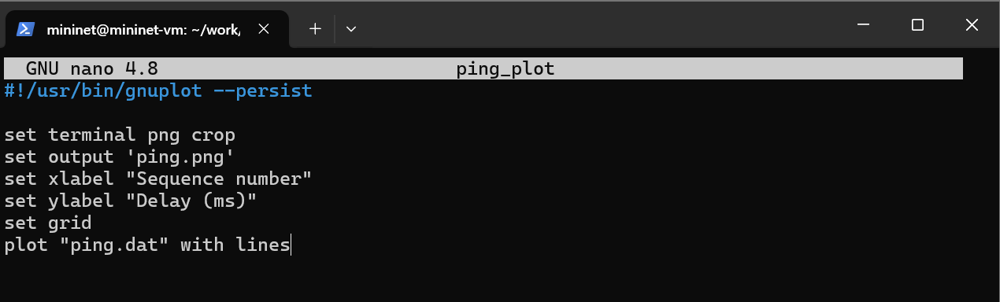 mininet@mininet-vm: ~/work/
GNU nano 4.8 ping_plot
#!/usr/bin/gnuplot --persist
set terminal png crop
set output 'ping.png'
set xlabel "Sequence number"
set ylabel "Delay (ms)"
set grid
plot "ping.dat" with lines